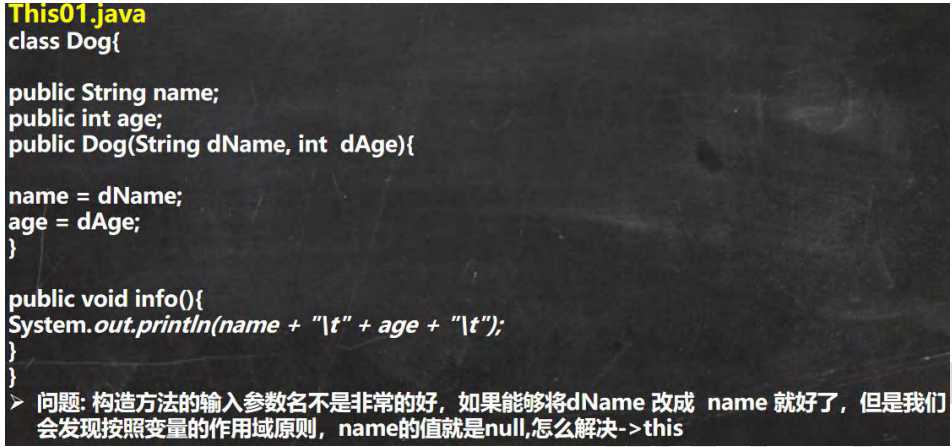 This01.java
class Dog{
public String name;
public int age;
public Dog(String dName, int  dAge){
name = dName;
age = dAge;
}
public void info(){
System.out.println(name + "\t" + age + "\t");
}
}
➢ 问题: 构造方法的输入参数名不是非常的好，如果能够将dName 改成  name 就好了，但是我们
会发现按照变量的作用域原则，name的值就是null,怎么解决->this